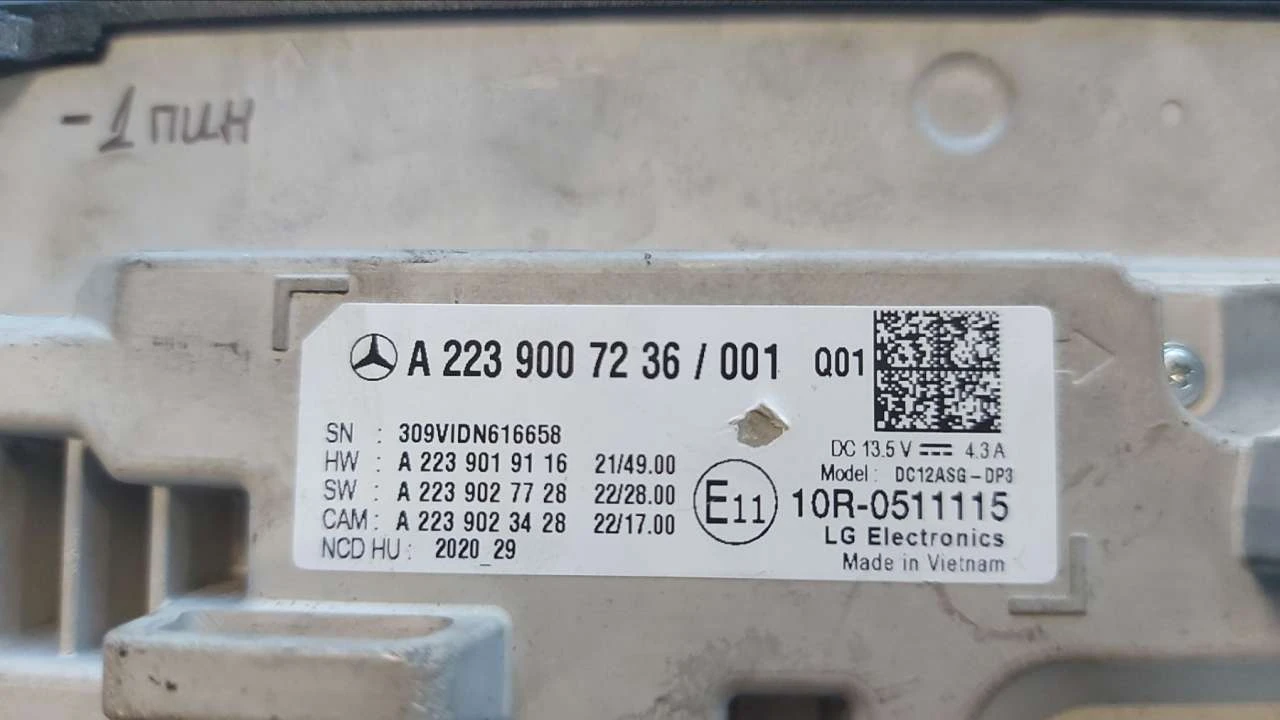 -1 пин
A 223 900 72 36 / 001 Q01
SN : 309VIDN616658
HW : A 223 901 91 16 21/49.00
SW : A 223 902 77 28 22/28.00
CAM : A 223 902 34 28 22/17.00
NCD HU : 2020_29
DC 13.5 V 4.3 A
Model : DC12ASG-DP3
E11 10R-0511115
LG Electronics
Made in Vietnam